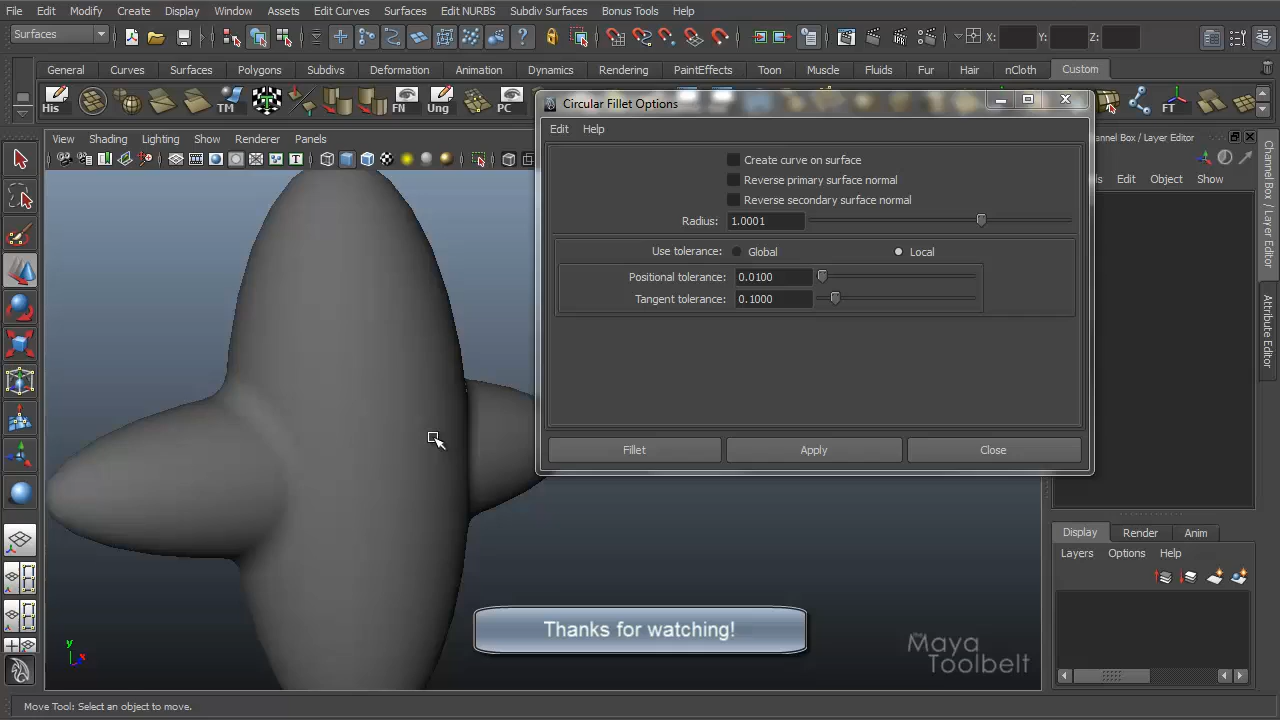 File Edit Modify Create Display Window Assets Edit Curves Surfaces Edit NURBS Subdiv Surfaces Bonus Tools Help
Surfaces X: Y: Z:
General Curves Surfaces Polygons Subdivs Deformation Animation Dynamics Rendering PaintEffects Toon Muscle Fluids Fur Hair nCloth Custom
His TM FN Ung PC FT
Circular Fillet Options
Edit Help
View Shading Lighting Show Renderer Panels
Channel Box / Layer Editor
Edit Object Show
Create curve on surface
Reverse primary surface normal
Reverse secondary surface normal
Radius: 1.0001
Use tolerance: Global Local
Positional tolerance: 0.0100
Tangent tolerance: 0.1000
Fillet Apply Close
Channel Box / Layer Editor
Attribute Editor
Display Render Anim
Layers Options Help
Thanks for watching!
the Maya
Toolbelt
y
x
Move Tool: Select an object to move.